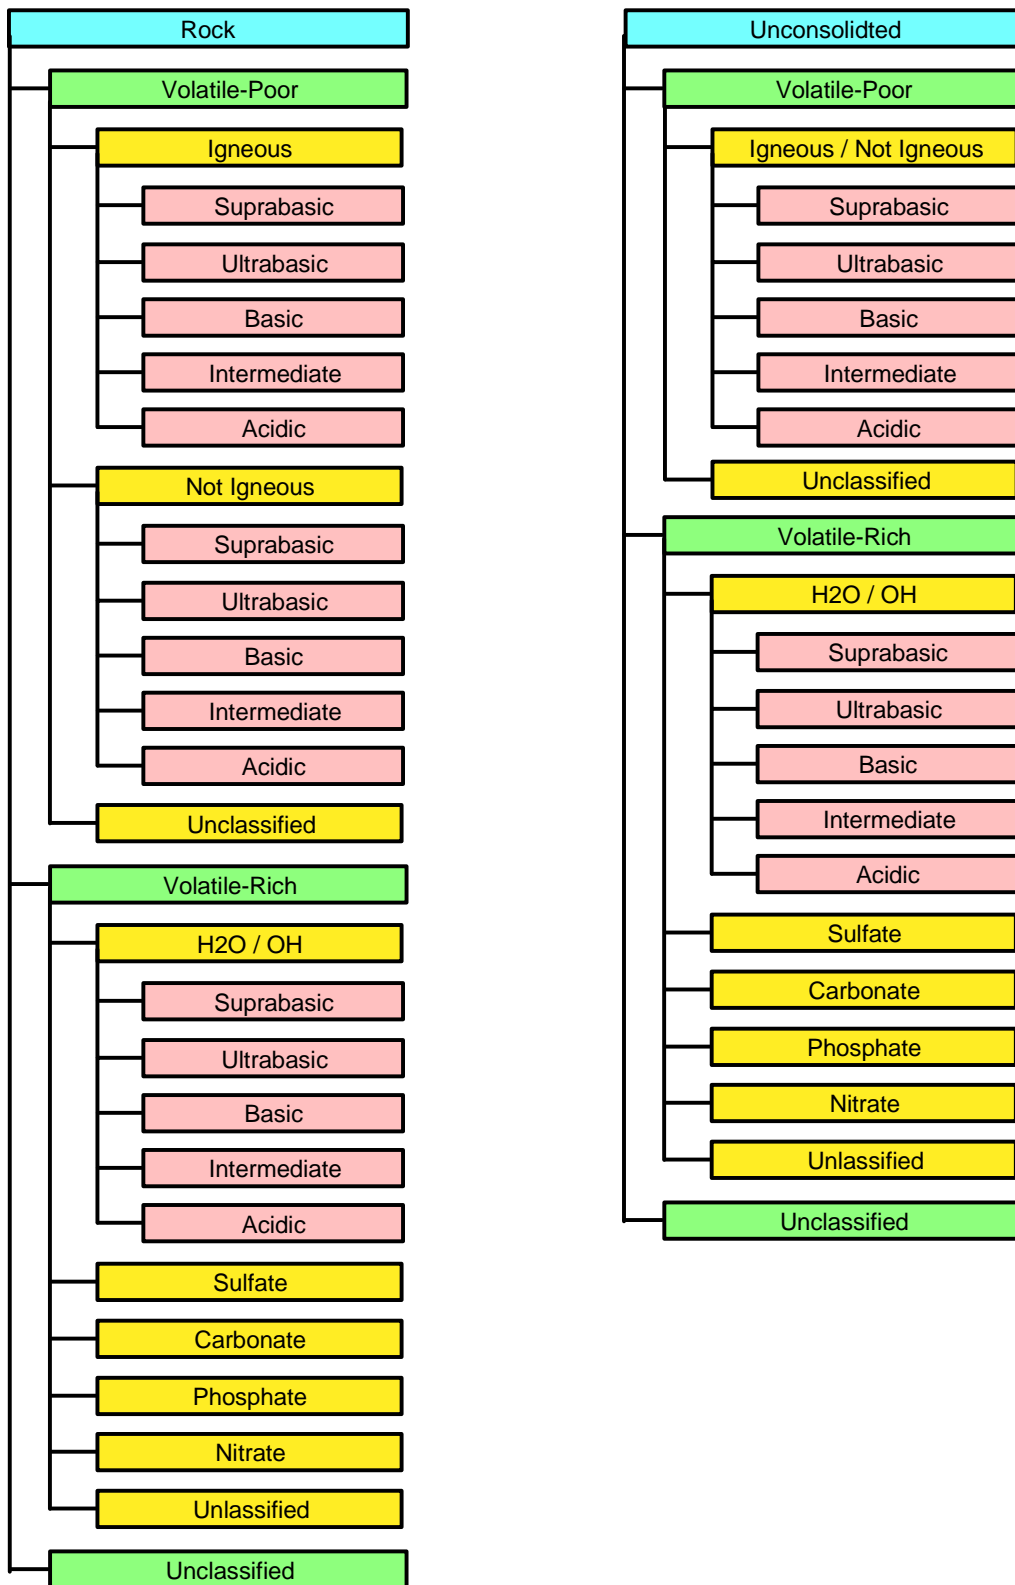 Rock
Volatile-Poor
Igneous
Suprabasic
Ultrabasic
Basic
Intermediate
Acidic
Not Igneous
Suprabasic
Ultrabasic
Basic
Intermediate
Acidic
Unclassified
Volatile-Rich
H2O / OH
Suprabasic
Ultrabasic
Basic
Intermediate
Acidic
Sulfate
Carbonate
Phosphate
Nitrate
Unlassified
Unclassified
Unconsolidted
Volatile-Poor
Igneous / Not Igneous
Suprabasic
Ultrabasic
Basic
Intermediate
Acidic
Unclassified
Volatile-Rich
H2O / OH
Suprabasic
Ultrabasic
Basic
Intermediate
Acidic
Sulfate
Carbonate
Phosphate
Nitrate
Unlassified
Unclassified